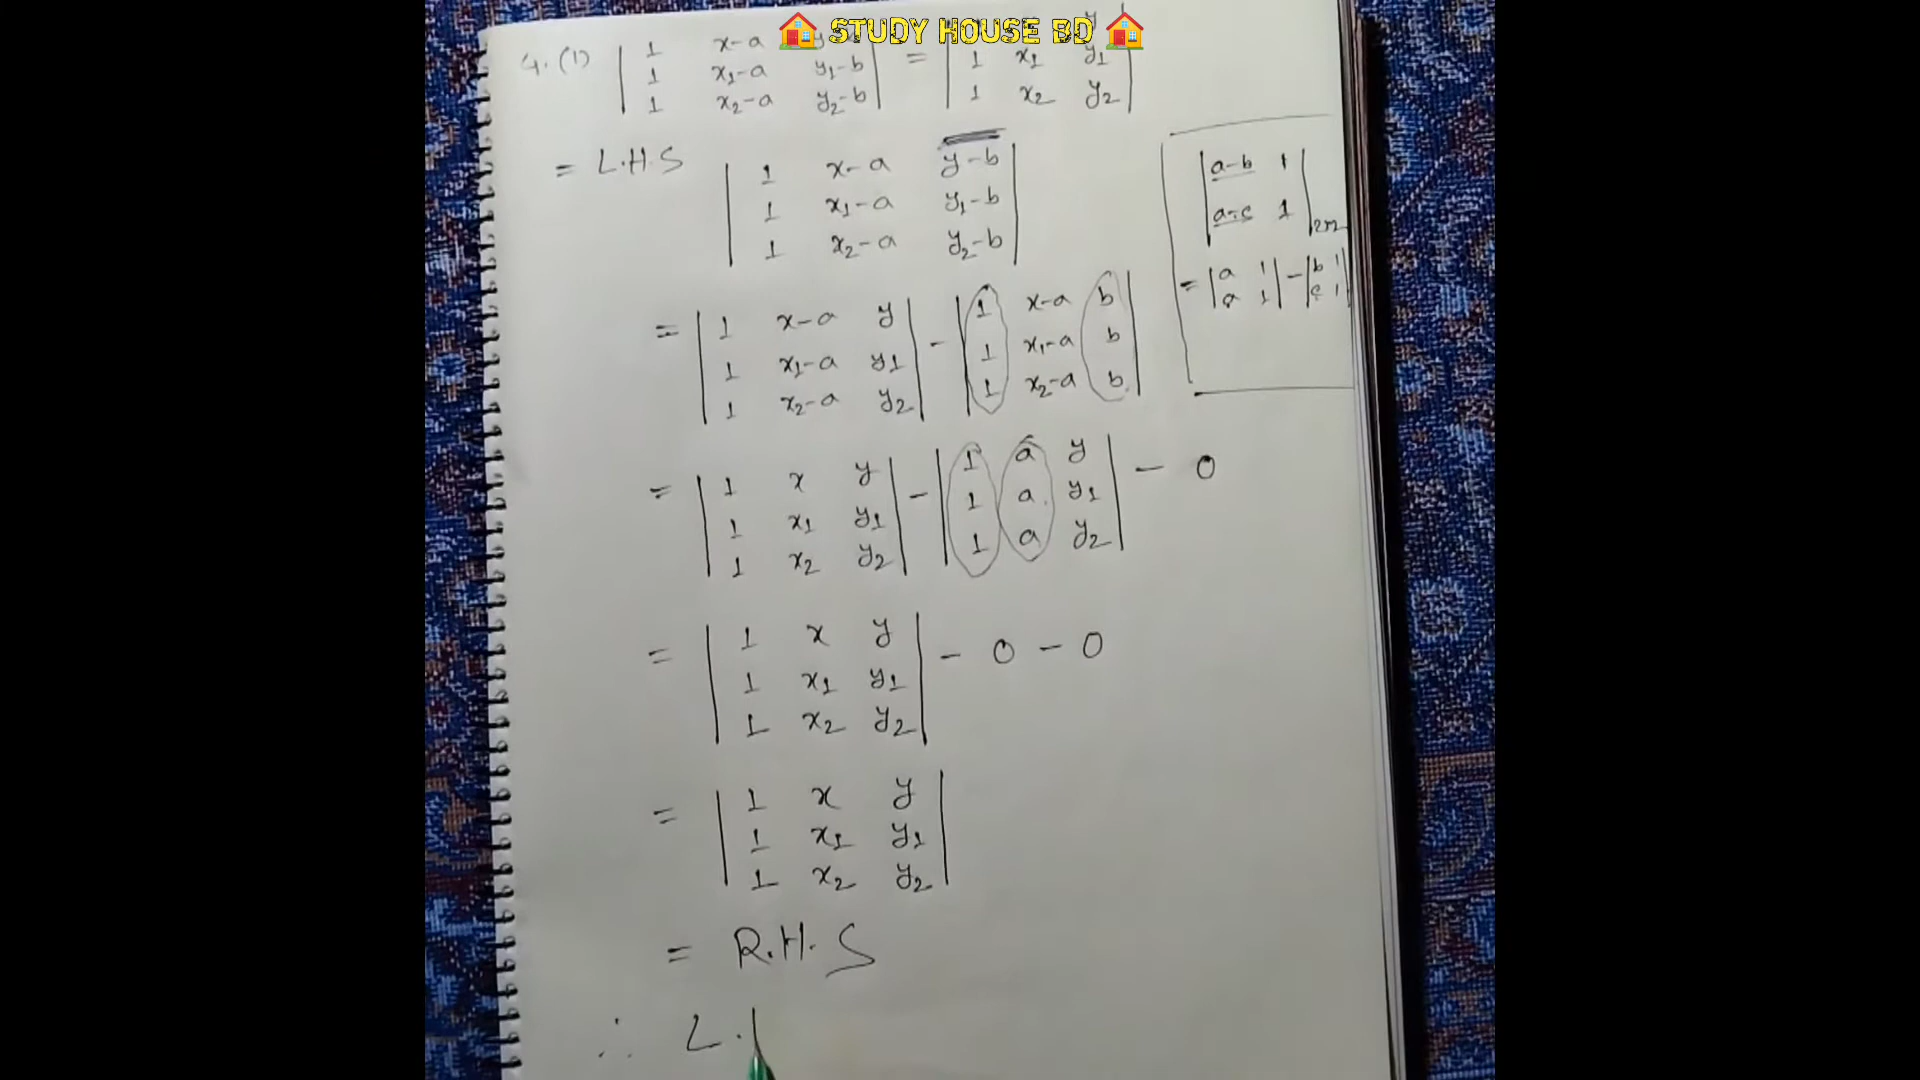 🏠 STUDY HOUSE BD 🏠
4. (1) | 1 x-a y | = | y |
| 1 x₁-a y₁-b | | 1 x₁ y₁ |
| 1 x₂-a y₂-b | | 1 x₂ y₂ |
= L.H.S | 1 x-a y-b |
| 1 x₁-a y₁-b |
| 1 x₂-a y₂-b |
| a-b 1 |
| a-c 1 |
= | a 1 | - | b 1 |
| a 1 | | c 1 |
= | 1 x-a y | - | 1 x-a b |
| 1 x₁-a y₁ | | 1 x₁-a b |
| 1 x₂-a y₂ | | 1 x₂-a b |
= | 1 x y | - | 1 a y | - 0
| 1 x₁ y₁ | | 1 a y₁ |
| 1 x₂ y₂ | | 1 a y₂ |
= | 1 x y | - 0 - 0
| 1 x₁ y₁ |
| 1 x₂ y₂ |
= | 1 x y |
| 1 x₁ y₁ |
| 1 x₂ y₂ |
= R.H.S
∴ L.